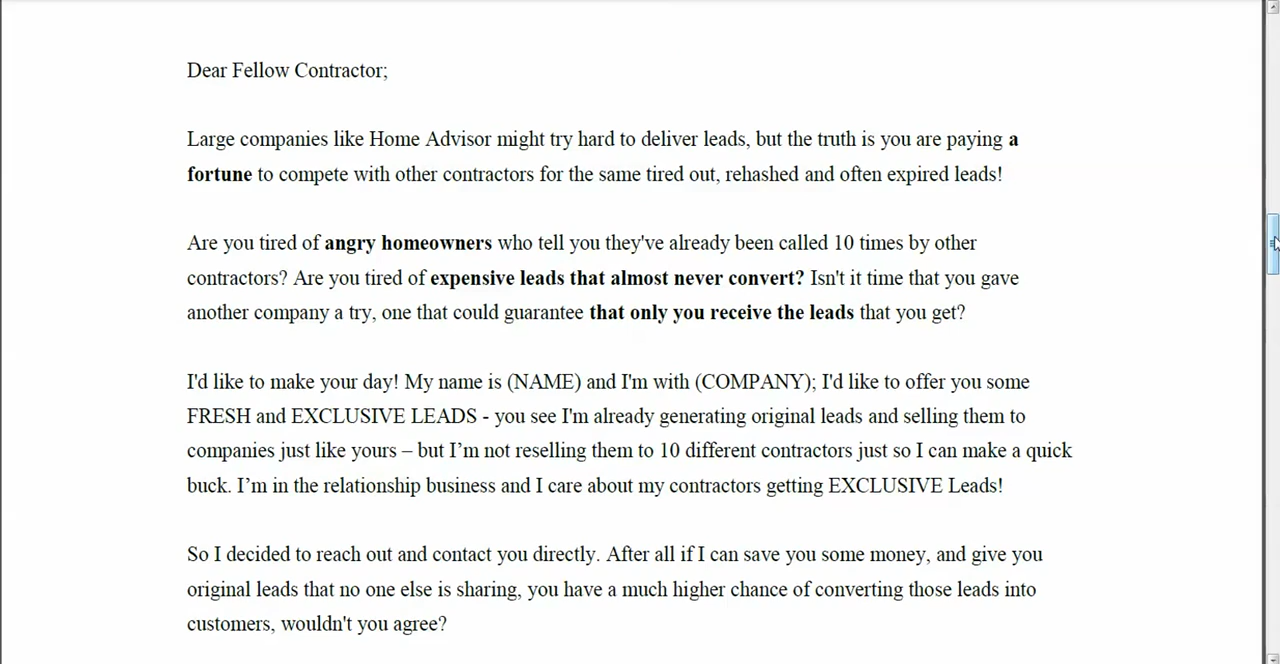 Dear Fellow Contractor;
Large companies like Home Advisor might try hard to deliver leads, but the truth is you are paying a
fortune to compete with other contractors for the same tired out, rehashed and often expired leads!
Are you tired of angry homeowners who tell you they've already been called 10 times by other
contractors? Are you tired of expensive leads that almost never convert? Isn't it time that you gave
another company a try, one that could guarantee that only you receive the leads that you get?
I'd like to make your day! My name is (NAME) and I'm with (COMPANY); I'd like to offer you some
FRESH and EXCLUSIVE LEADS - you see I'm already generating original leads and selling them to
companies just like yours – but I’m not reselling them to 10 different contractors just so I can make a quick
buck. I’m in the relationship business and I care about my contractors getting EXCLUSIVE Leads!
So I decided to reach out and contact you directly. After all if I can save you some money, and give you
original leads that no one else is sharing, you have a much higher chance of converting those leads into
customers, wouldn't you agree?